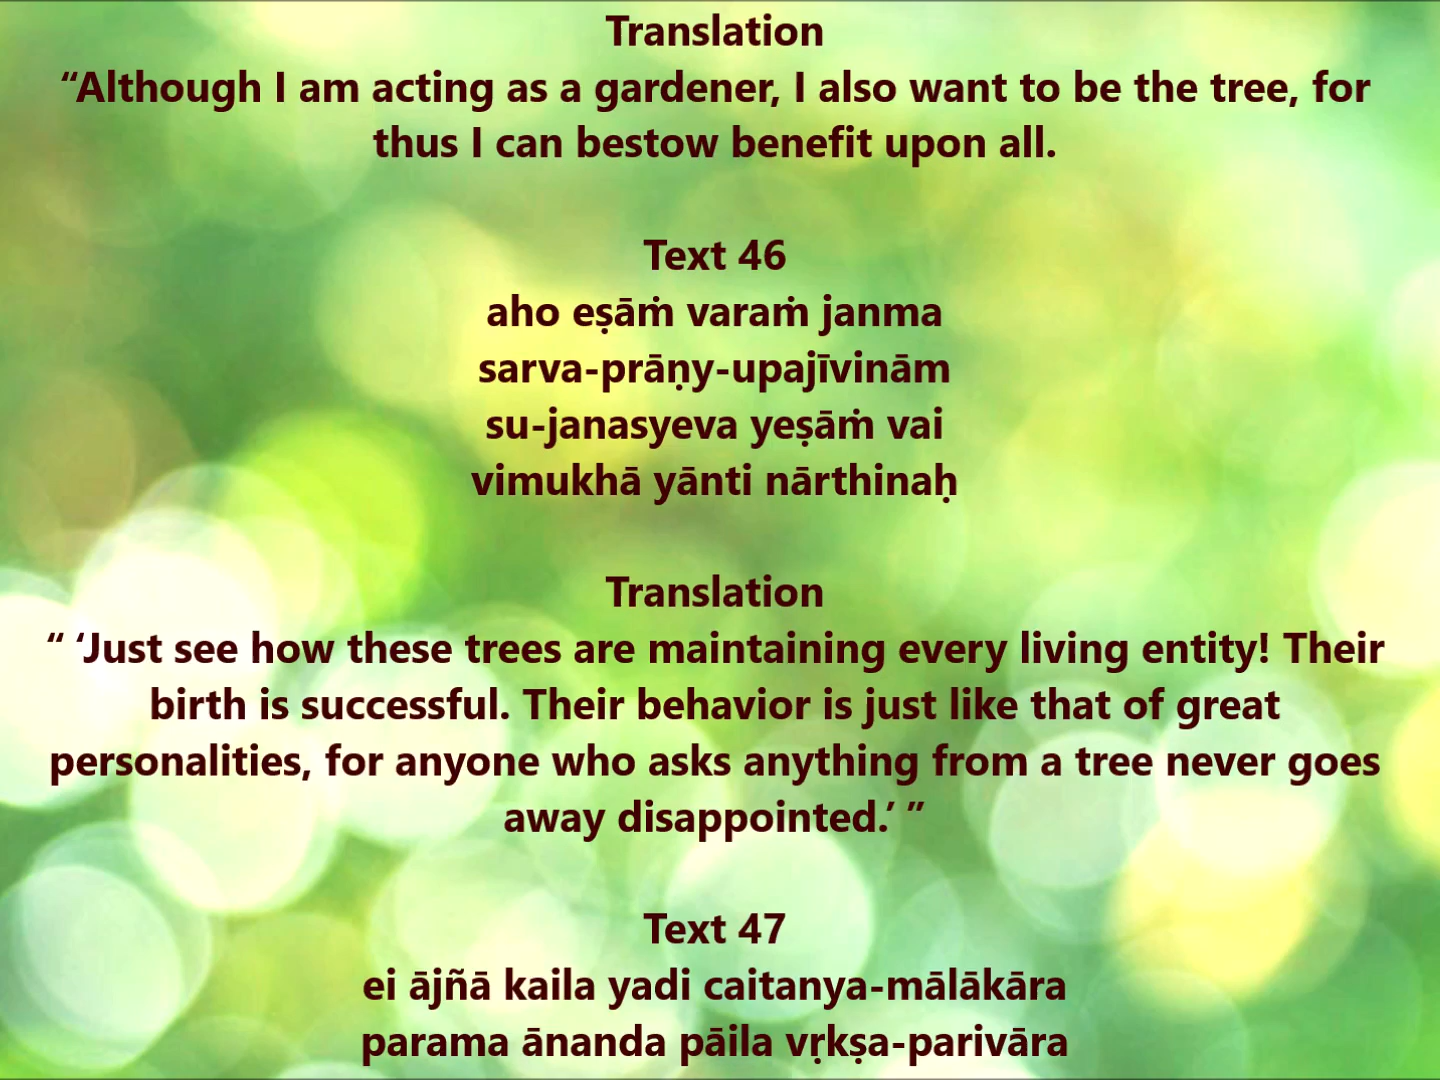 Translation
“Although I am acting as a gardener, I also want to be the tree, for
thus I can bestow benefit upon all.
Text 46
aho eṣāṁ varaṁ janma
sarva-prāṇy-upajīvinām
su-janasyeva yeṣāṁ vai
vimukhā yānti nārthinaḥ
Translation
“ ‘Just see how these trees are maintaining every living entity! Their
birth is successful. Their behavior is just like that of great
personalities, for anyone who asks anything from a tree never goes
away disappointed.’ ”
Text 47
ei ājñā kaila yadi caitanya-mālākāra
parama ānanda pāila vṛkṣa-parivāra